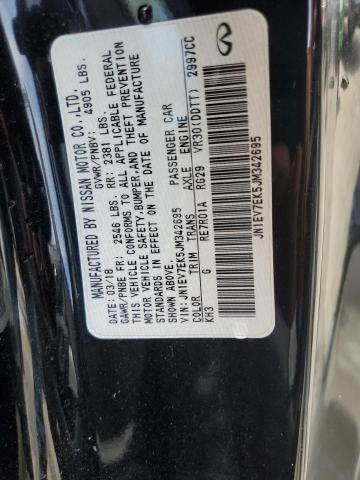 MANUFACTURED BY NISSAN MOTOR CO.,LTD.
DATE: 03/18 GVWR/PNBV: 4905 LBS.
GAWR/PNBE FR: 2546 LBS. RR: 2381 LBS.
THIS VEHICLE CONFORMS TO ALL APPLICABLE FEDERAL
MOTOR VEHICLE SAFETY,BUMPER,AND THEFT PREVENTION
STANDARDS IN EFFECT ON THE DATE OF MANUFACTURE
SHOWN ABOVE.
VIN: JN1EV7EK5JM342695 PASSENGER CAR
COLOR TRIM TRANS AXLE ENGINE
KH3 G RE7R01A RG29 VR30(DDTT) 2997CC
JN1EV7EK5JM342695